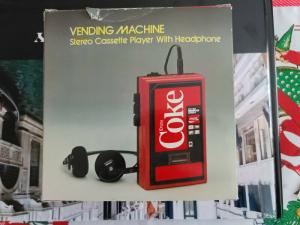 VENDING MACHINE
Stereo Cassette Player With Headphone
Coke